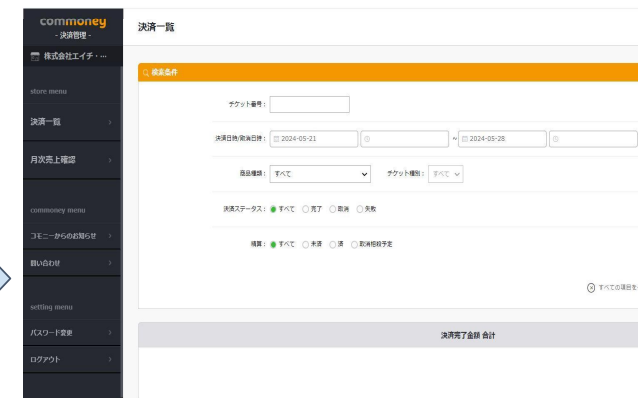 commoney
- 決済管理 -
株式会社エイチ・…
store menu
決済一覧
月次売上確認
commoney menu
コモニーからのお知らせ
問い合わせ
setting menu
パスワード変更
ログアウト
決済一覧
検索条件
チケット番号 :
決済日時/取消日時 : 2024-05-21 ~ 2024-05-28
商品種類 : すべて チケット種別 : すべて
決済ステータス : すべて 完了 取消 失敗
精算 : すべて 未済 済 取消相殺予定
すべての項目を
決済完了金額 合計